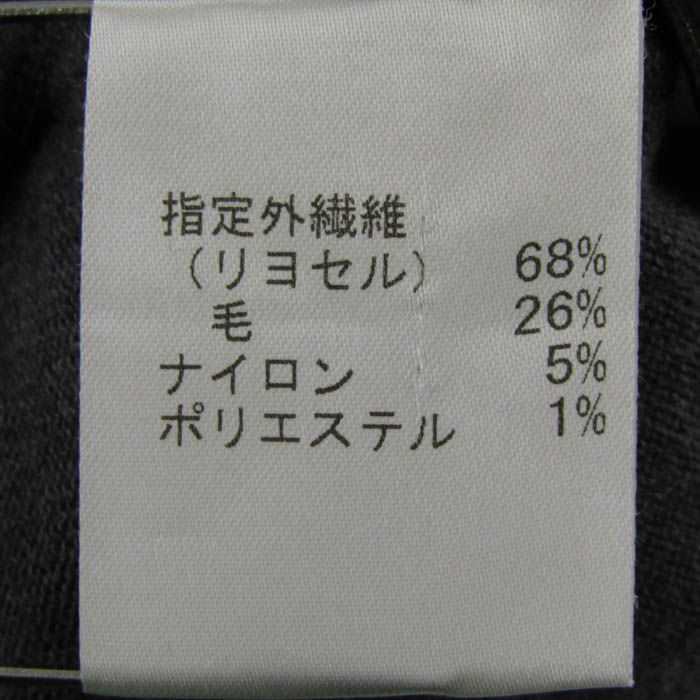 指定外繊維
（リヨセル） 68%
毛 26%
ナイロン 5%
ポリエステル 1%